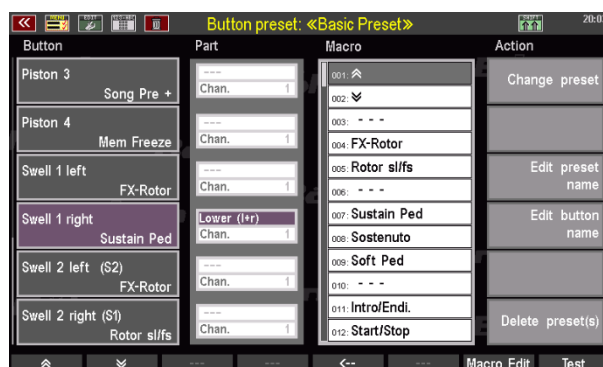 Button preset: «Basic Preset»
20:0
Button Part Macro Action
Piston 3
Song Pre +
---
Chan. 1
Piston 4
Mem Freeze
---
Chan. 1
Swell 1 left
FX-Rotor
---
Chan. 1
Swell 1 right
Sustain Ped
Lower (l+r)
Chan. 1
Swell 2 left (S2)
FX-Rotor
---
Chan. 1
Swell 2 right (S1)
Rotor sl/fs
---
Chan. 1
001:
002:
003: - - -
004: FX-Rotor
005: Rotor sl/fs
006: - - -
007: Sustain Ped
008: Sostenuto
009: Soft Ped
010: - - -
011: Intro/Endi.
012: Start/Stop
Change preset
Edit preset
name
Edit button
name
Delete preset(s)
--- --- <-- --- Macro Edit Test